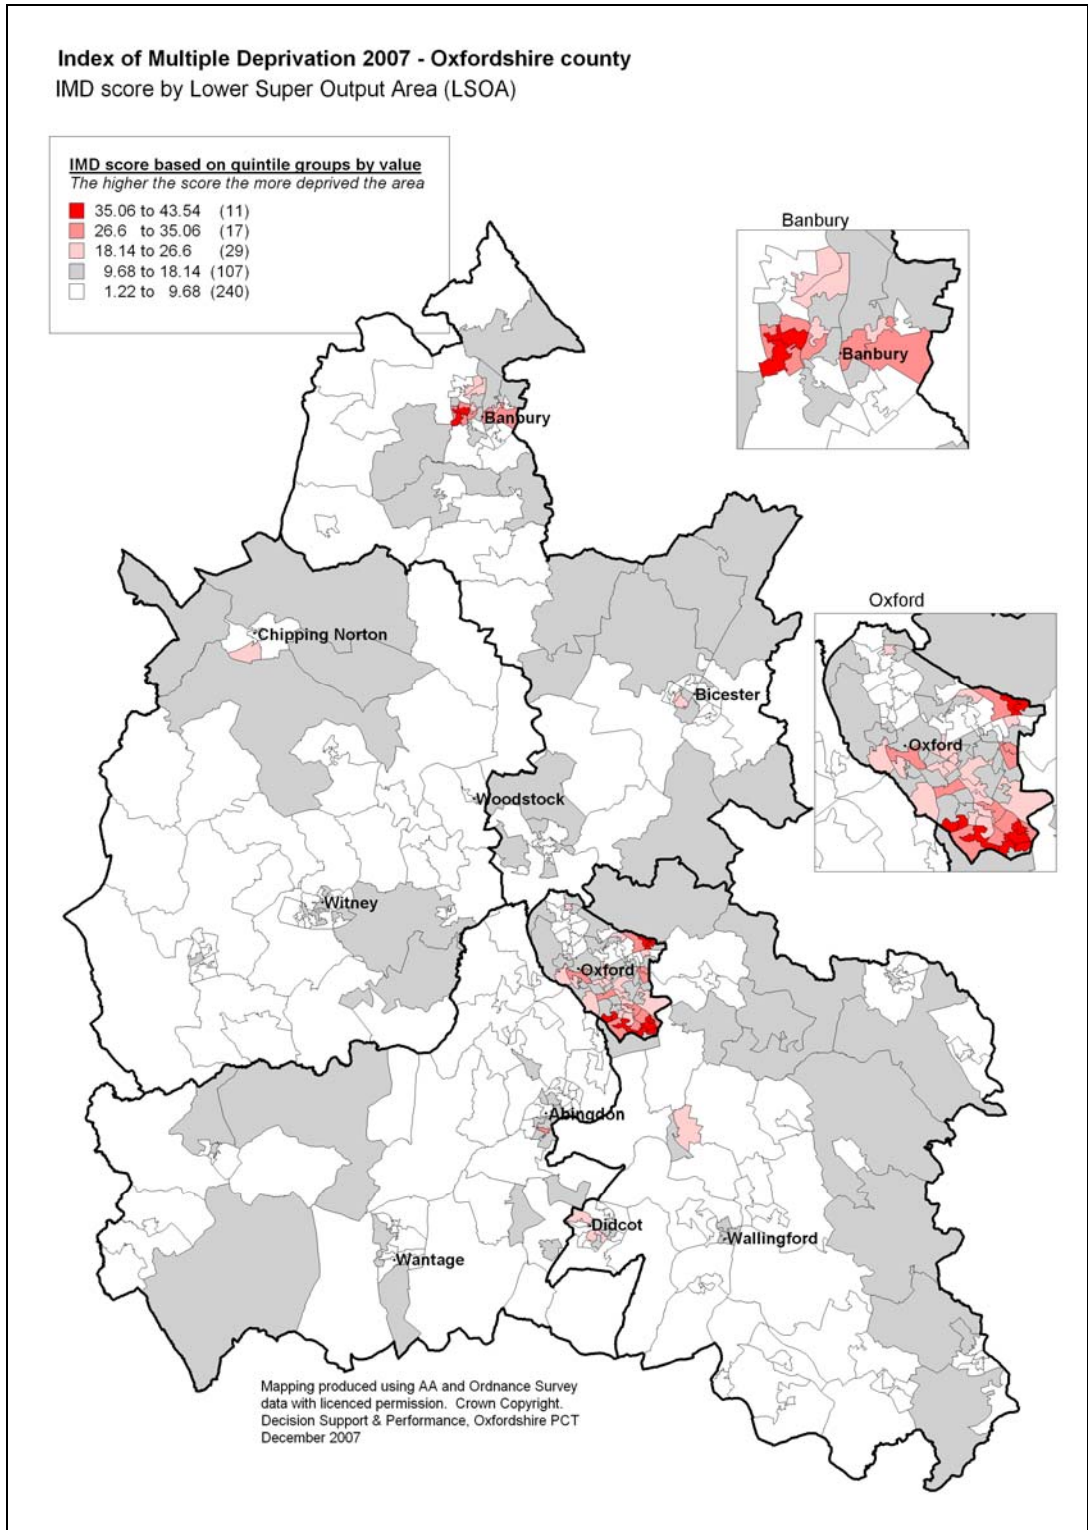 Index of Multiple Deprivation 2007 - Oxfordshire county
IMD score by Lower Super Output Area (LSOA)
IMD score based on quintile groups by value
The higher the score the more deprived the area
35.06 to 43.54 (11)
26.6 to 35.06 (17)
18.14 to 26.6 (29)
9.68 to 18.14 (107)
1.22 to 9.68 (240)
Banbury
Banbury
Banbury
Oxford
Chipping Norton
Bicester
Oxford
Woodstock
Witney
Oxford
Abingdon
Didcot
Wallingford
Wantage
Mapping produced using AA and Ordnance Survey
data with licenced permission. Crown Copyright.
Decision Support & Performance, Oxfordshire PCT
December 2007